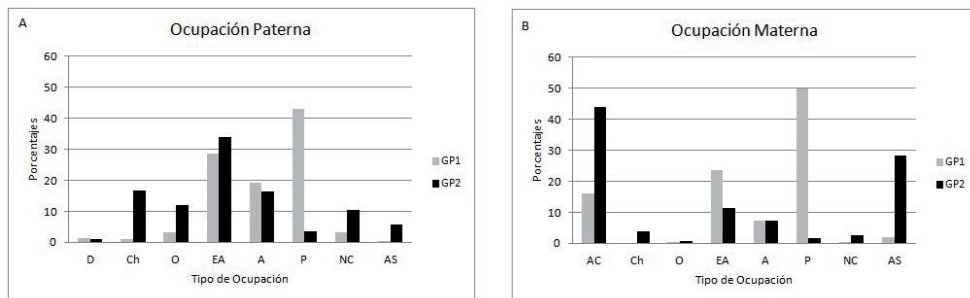 A
Ocupación Paterna
60
50
40
30
20
10
0
Porcentajes
D Ch O EA A P NC AS
Tipo de Ocupación
GP1
GP2
B
Ocupación Materna
60
50
40
30
20
10
0
Porcentajes
AC Ch O EA A P NC AS
Tipo de Ocupación
GP1
GP2